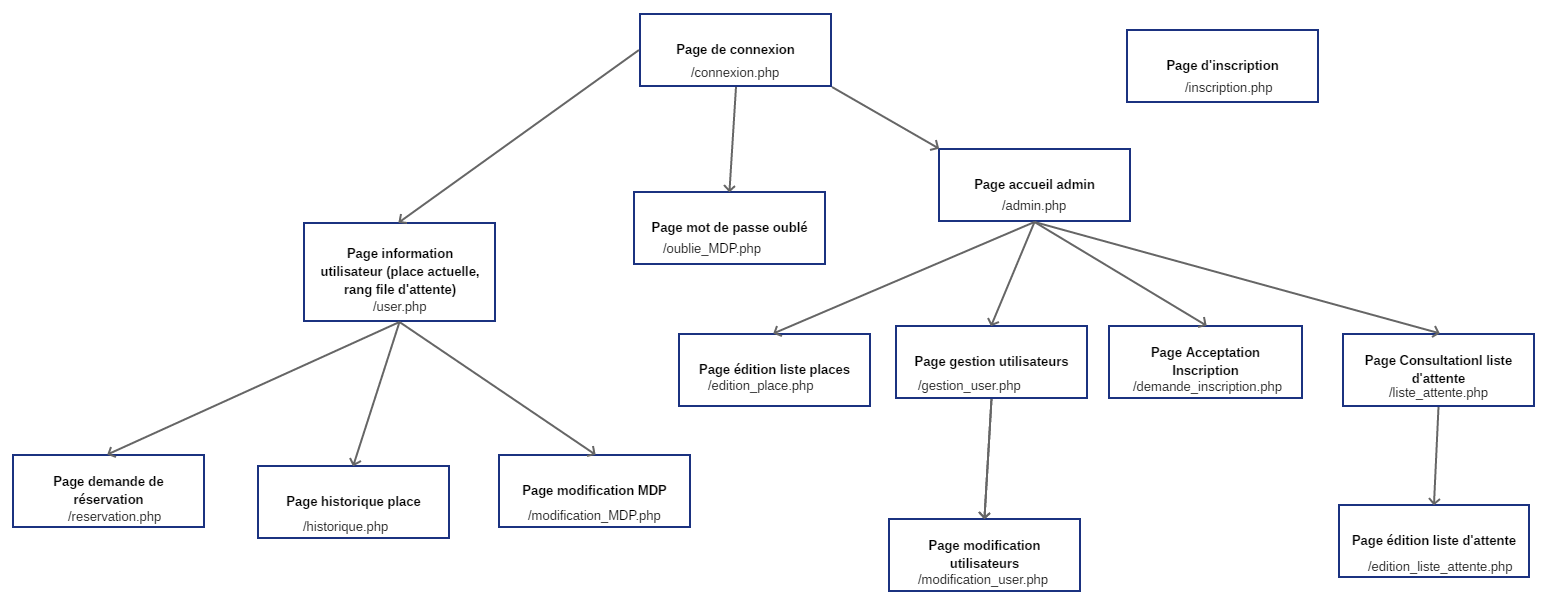 Page de connexion
/connexion.php
Page d'inscription
/inscription.php
Page accueil admin
/admin.php
Page mot de passe oublé
/oublie_MDP.php
Page information
utilisateur (place actuelle,
rang file d'attente)
/user.php
Page édition liste places
/edition_place.php
Page gestion utilisateurs
/gestion_user.php
Page Acceptation
Inscription
/demande_inscription.php
Page Consultationl liste
d'attente
/liste_attente.php
Page demande de
réservation
/reservation.php
Page historique place
/historique.php
Page modification MDP
/modification_MDP.php
Page modification
utilisateurs
/modification_user.php
Page édition liste d'attente
/edition_liste_attente.php